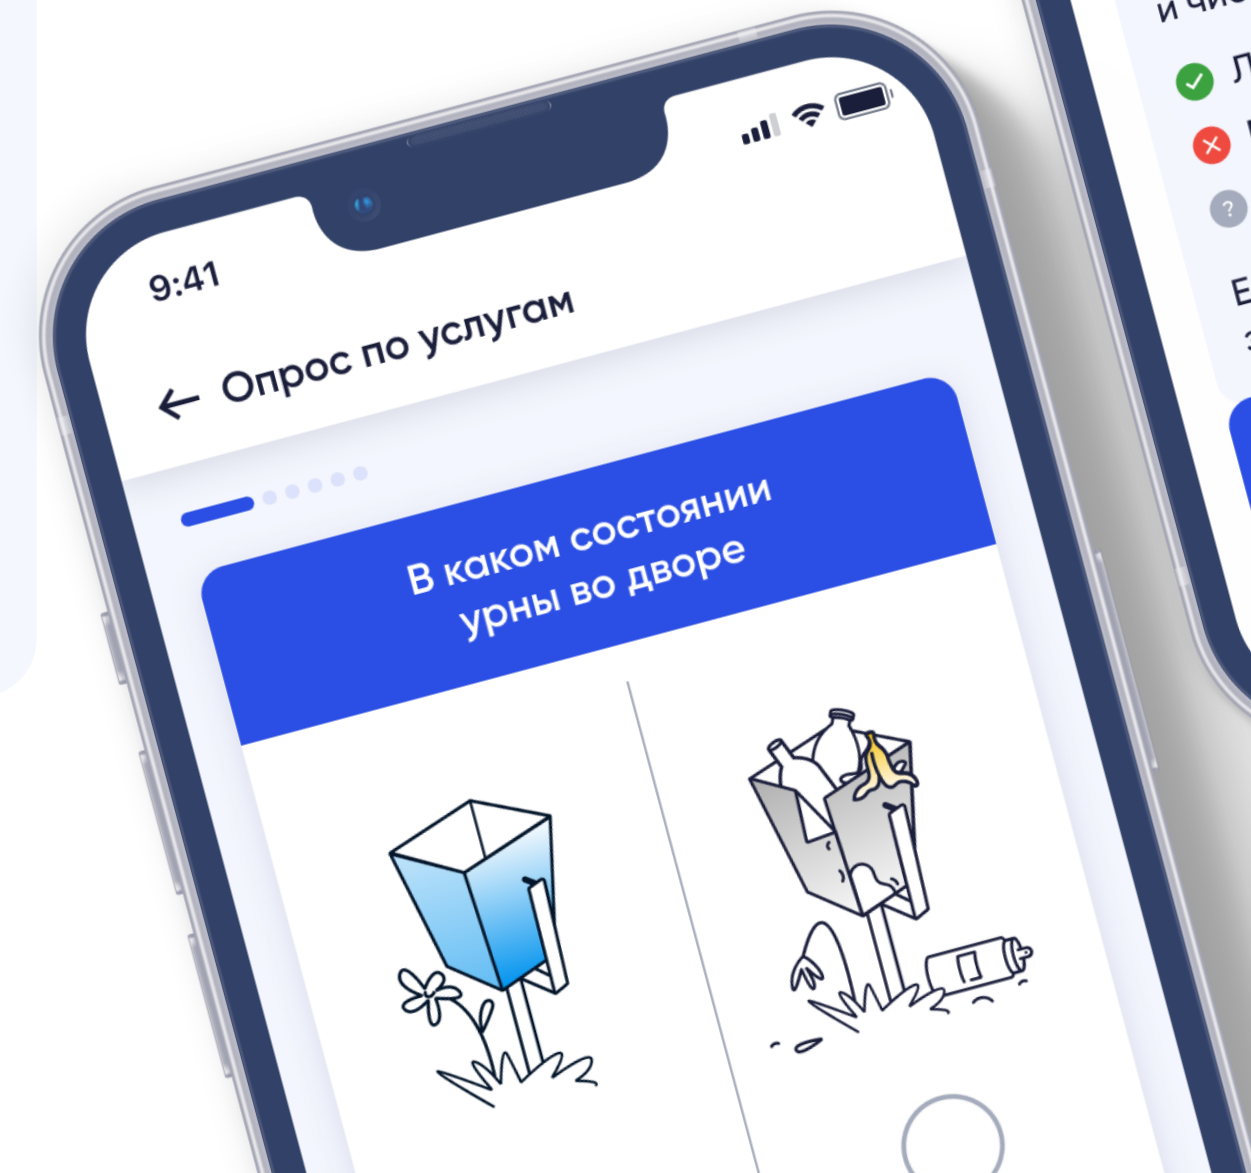 9:41
Опрос по услугам
В каком состоянии
урны во дворе
?